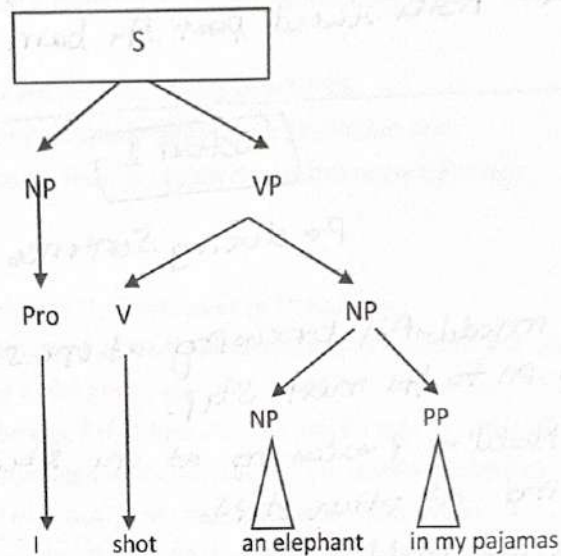 S
NP VP
Pro V NP
NP PP
I shot an elephant in my pajamas